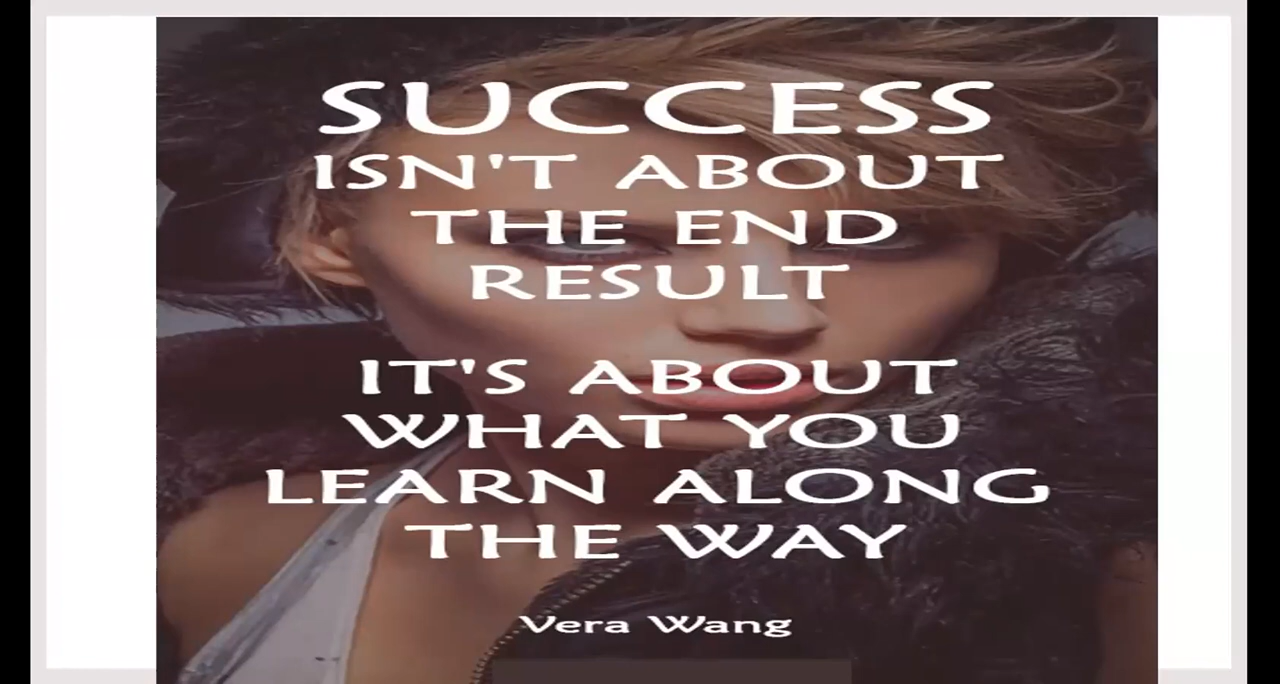 SUCCESS
ISN'T ABOUT
THE END
RESULT
IT'S ABOUT
WHAT YOU
LEARN ALONG
THE WAY
Vera Wang